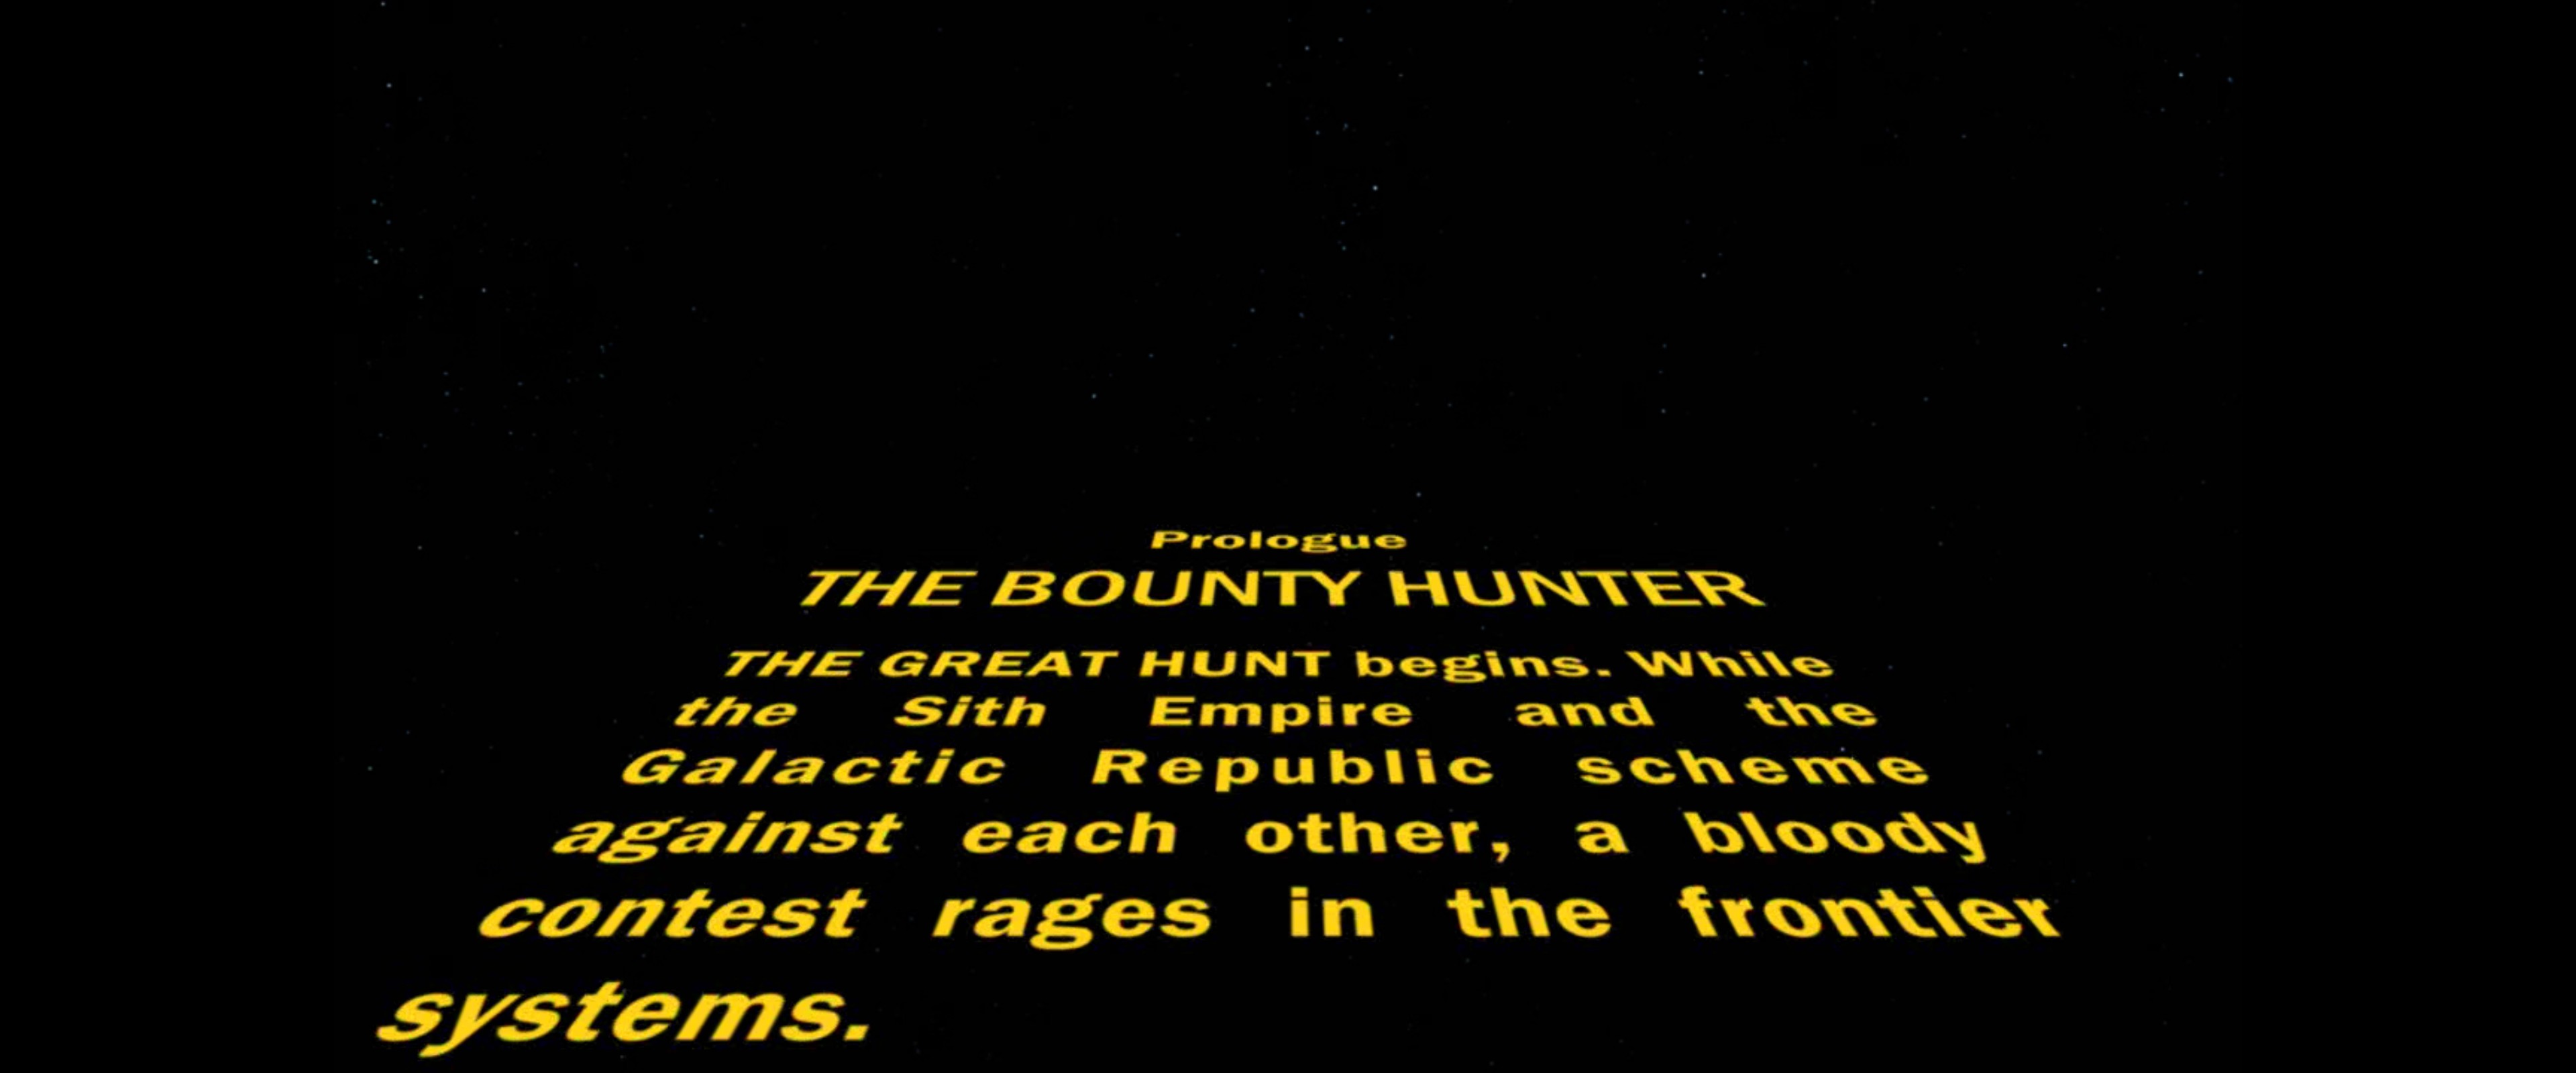 Prologue
THE BOUNTY HUNTER
THE GREAT HUNT begins. While
the Sith Empire and the
Galactic Republic scheme
against each other, a bloody
contest rages in the frontier
systems.